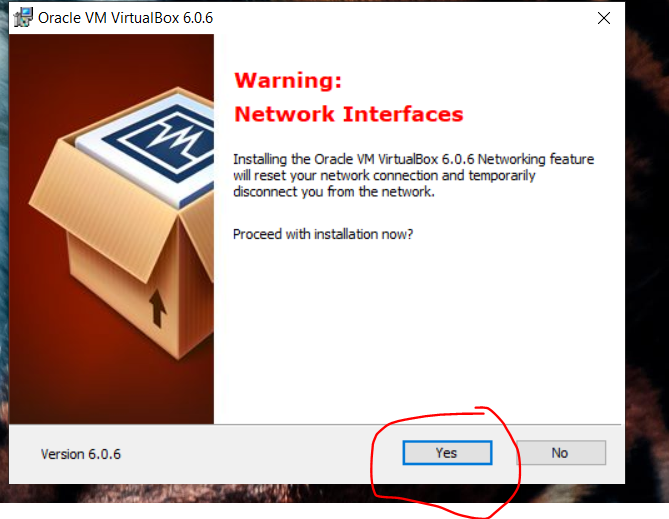 Oracle VM VirtualBox 6.0.6
Warning:
Network Interfaces
Installing the Oracle VM VirtualBox 6.0.6 Networking feature
will reset your network connection and temporarily
disconnect you from the network.
Proceed with installation now?
Version 6.0.6
Yes
No